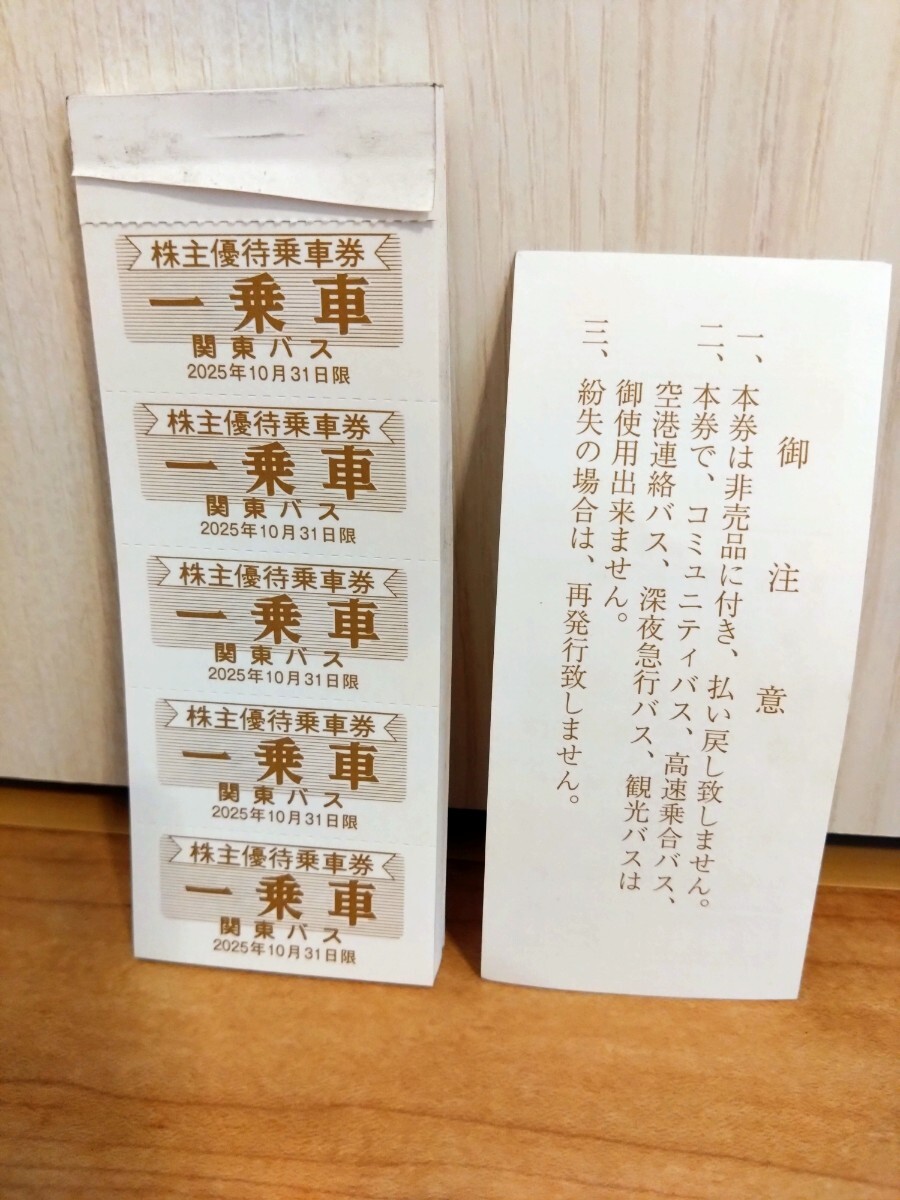 株主優待乗車券
一乗車
関東バス
2025年10月31日限
株主優待乗車券
一乗車
関東バス
2025年10月31日限
株主優待乗車券
一乗車
関東バス
2025年10月31日限
株主優待乗車券
一乗車
関東バス
2025年10月31日限
株主優待乗車券
一乗車
関東バス
2025年10月31日限
御注意
一、本券は非売品に付き、払い戻し致しません。
二、本券で、コミュニティバス、高速乗合バス、
空港連絡バス、深夜急行バス、観光バスは
御使用出来ません。
三、紛失の場合は、再発行致しません。